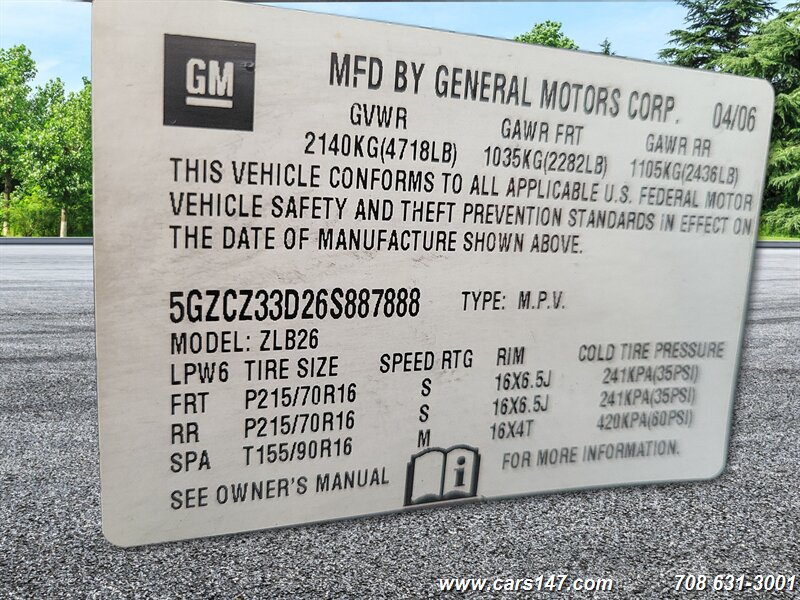 GM
MFD BY GENERAL MOTORS CORP. 04/06
GVWR GAWR FRT GAWR RR
2140KG(4718LB) 1035KG(2282LB) 1105KG(2436LB)
THIS VEHICLE CONFORMS TO ALL APPLICABLE U.S. FEDERAL MOTOR
VEHICLE SAFETY AND THEFT PREVENTION STANDARDS IN EFFECT ON
THE DATE OF MANUFACTURE SHOWN ABOVE.
5GZCZ33D26S887888 TYPE: M.P.V.
MODEL: ZLB26
LPW6 TIRE SIZE SPEED RTG RIM COLD TIRE PRESSURE
FRT P215/70R16 S 16X6.5J 241KPA(35PSI)
RR P215/70R16 S 16X6.5J 241KPA(35PSI)
SPA T155/90R16 M 16X4T 420KPA(60PSI)
SEE OWNER'S MANUAL i FOR MORE INFORMATION.
www.cars147.com 708 631-3001